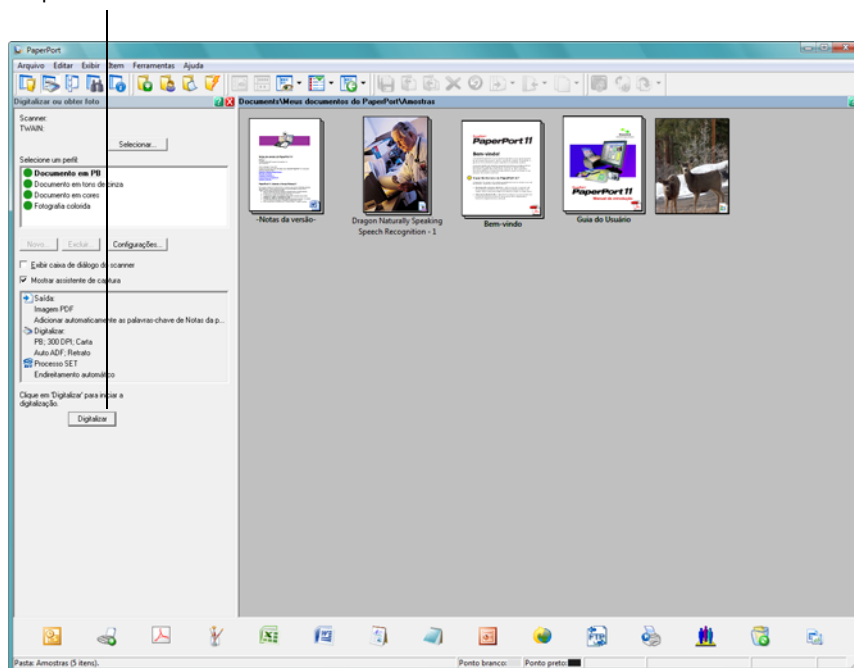 PaperPort
Arquivo Editar Exibir Item Ferramentas Ajuda
Digitalizar ou obter foto
Documents\Meus documentos do PaperPort\Amostras
Scanner:
TWAIN:
Selecionar...
Selecione um perfil:
Documento em PB
Documento em tons de cinza
Documento em cores
Fotografia colorida
Novo... Excluir... Configurações...
Exibir caixa de diálogo do scanner
Mostrar assistente de captura
Saída:
Imagem PDF
Adicionar automaticamente as palavras-chave de Notas da p...
Digitalizar:
PB; 300 DPI; Carta
Auto ADF; Retrato
Processo SET
Endireitamento automático
Clique em 'Digitalizar' para iniciar a
digitalização.
Digitalizar
-Notas da versão-
Dragon Naturally Speaking
Speech Recognition - 1
PaperPort 11
Bem-vindo!
Bem-vindo
PaperPort 11
Manual de introdução
Guia do Usuário
FTP
Pasta: Amostras (5 itens).
Ponto branco:
Ponto preto: